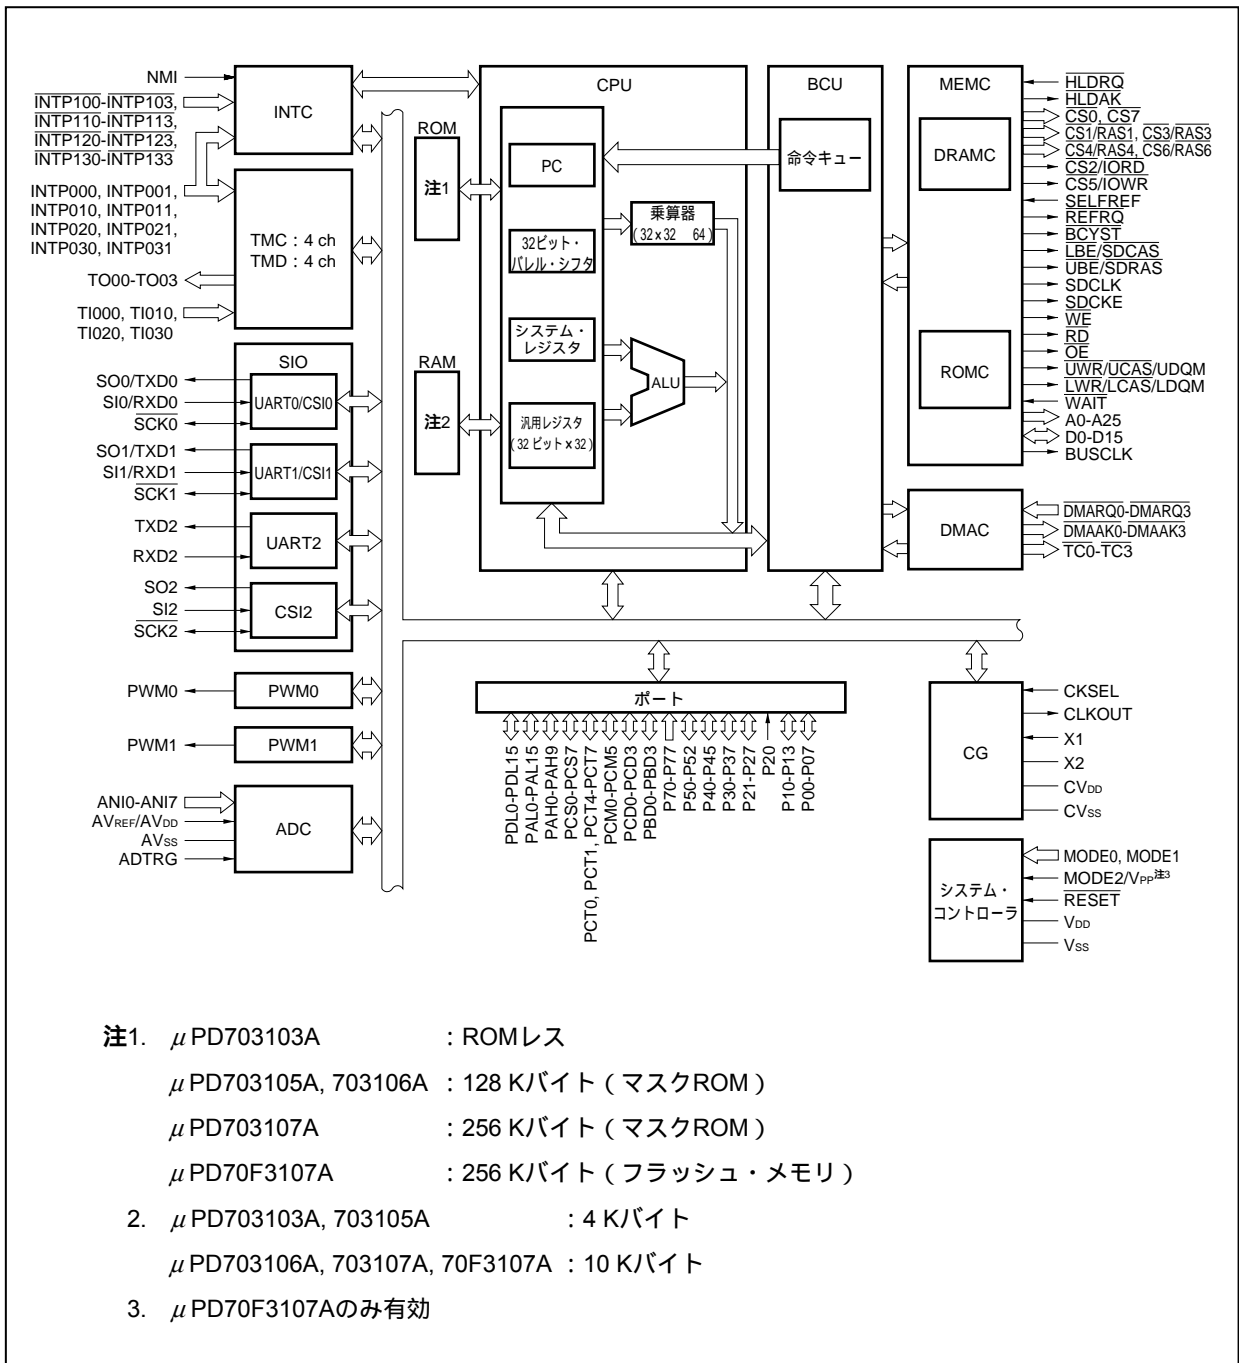 NMI
INTP100-INTP103,
INTP110-INTP113,
INTP120-INTP123,
INTP130-INTP133
INTP000, INTP001,
INTP010, INTP011,
INTP020, INTP021,
INTP030, INTP031
TO00-TO03
TI000, TI010,
TI020, TI030
SO0/TXD0
SI0/RXD0
SCK0
SO1/TXD1
SI1/RXD1
SCK1
TXD2
RXD2
SO2
SI2
SCK2
PWM0
PWM1
ANI0-ANI7
AVREF/AVDD
AVSS
ADTRG
INTC
TMC : 4 ch
TMD : 4 ch
SIO
UART0/CSI0
UART1/CSI1
UART2
CSI2
PWM0
PWM1
ADC
ROM
注1
RAM
注2
CPU
PC
32ビット・
バレル・シフタ
システム・
レジスタ
汎用レジスタ
(32 ビット×32)
乗算器
(32×32 64)
ALU
BCU
命令キュー
MEMC
DRAMC
ROMC
DMAC
HLDRQ
HLDAK
CS0, CS7
CS1/RAS1, CS3/RAS3
CS4/RAS4, CS6/RAS6
CS2/IORD
CS5/IOWR
SELFREF
REFRQ
BCYST
LBE/SDCAS
UBE/SDRAS
SDCLK
SDCKE
WE
RD
OE
UWR/UCAS/UDQM
LWR/LCAS/LDQM
WAIT
A0-A25
D0-D15
BUSCLK
DMARQ0-DMARQ3
DMAAK0-DMAAK3
TC0-TC3
ポート
PDL0-PDL15
PAL0-PAL15
PAH0-PAH9
PCS0-PCS7
PCT0, PCT1, PCT4-PCT7
PCM0-PCM5
PCD0-PCD3
PBD0-PBD3
P70-P77
P50-P52
P40-P45
P30-P37
P21-P27
P20
P10-P13
P00-P07
CG
CKSEL
CLKOUT
X1
X2
CVDD
CVSS
システム・
コントローラ
MODE0, MODE1
MODE2/VPP注3
RESET
VDD
VSS
注1. μPD703103A : ROMレス
μPD703105A, 703106A : 128 Kバイト（マスクROM）
μPD703107A : 256 Kバイト（マスクROM）
μPD70F3107A : 256 Kバイト（フラッシュ・メモリ）
2. μPD703103A, 703105A : 4 Kバイト
μPD703106A, 703107A, 70F3107A : 10 Kバイト
3. μPD70F3107Aのみ有効